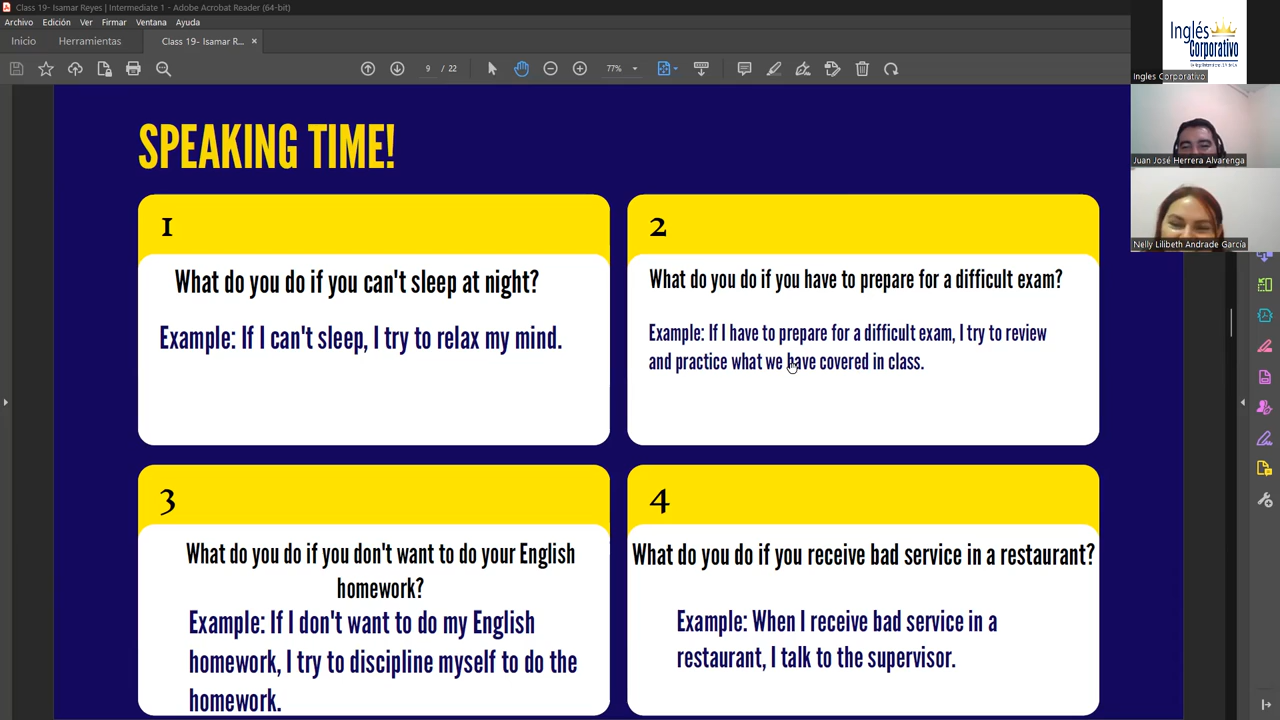 Class 19- Isamar Reyes | Intermediate 1 - Adobe Acrobat Reader (64-bit)
Archivo Edición Ver Firmar Ventana Ayuda
Inicio Herramientas Class 19- Isamar R... ×
9 / 22 77%
Inglés
Corporativo
Ingles Corporativo
Juan José Herrera Alvarenga
Nelly Lilibeth Andrade García
SPEAKING TIME!
1
What do you do if you can't sleep at night?
Example: If I can't sleep, I try to relax my mind.
2
What do you do if you have to prepare for a difficult exam?
Example: If I have to prepare for a difficult exam, I try to review
and practice what we have covered in class.
3
What do you do if you don't want to do your English
homework?
Example: If I don't want to do my English
homework, I try to discipline myself to do the
homework.
4
What do you do if you receive bad service in a restaurant?
Example: When I receive bad service in a
restaurant, I talk to the supervisor.